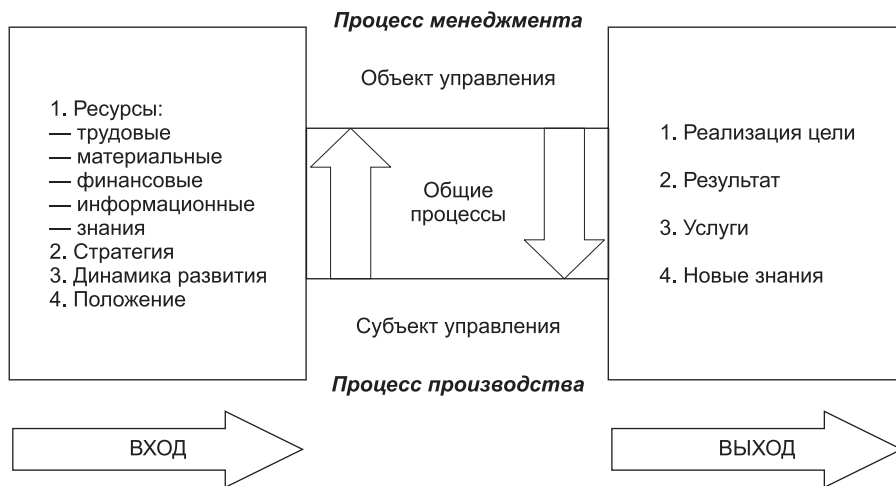 Процесс менеджмента
Объект управления
1. Ресурсы:
— трудовые
— материальные
— финансовые
— информационные
— знания
2. Стратегия
3. Динамика развития
4. Положение
Общие
процессы
1. Реализация цели
2. Результат
3. Услуги
4. Новые знания
Субъект управления
Процесс производства
ВХОД
ВЫХОД